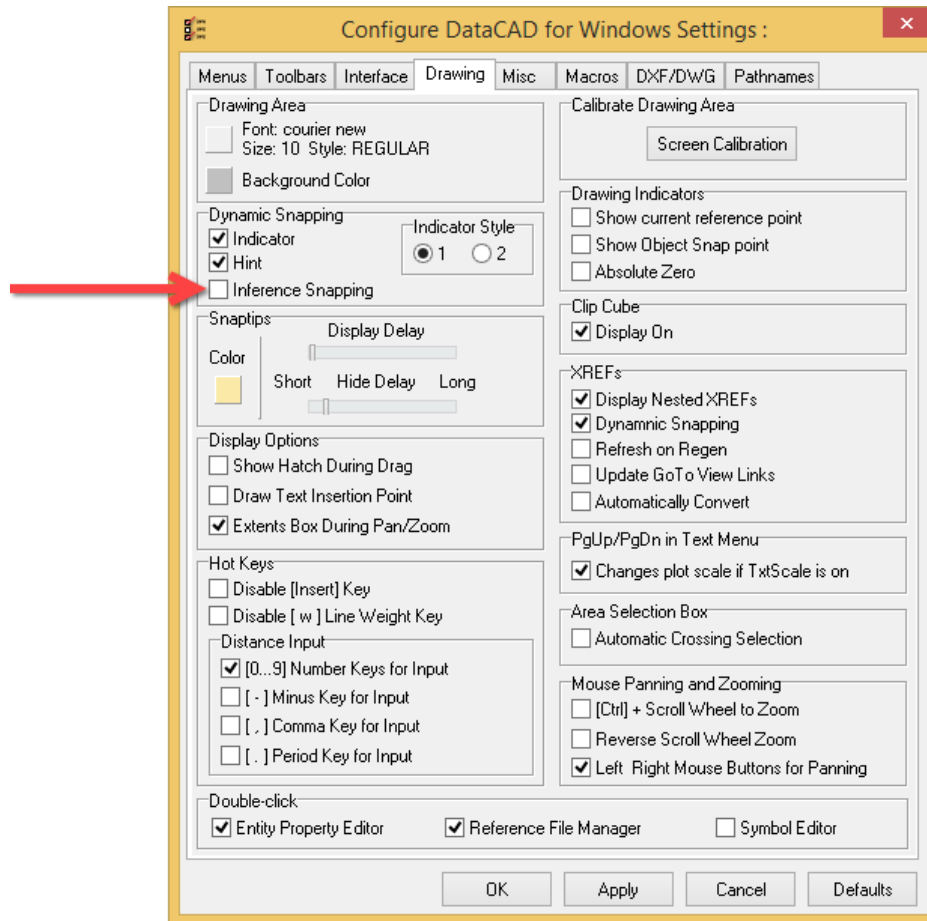 Configure DataCAD for Windows Settings :
Menus Toolbars Interface Drawing Misc Macros DXF/DWG Pathnames
Drawing Area
Font: courier new
Size: 10 Style: REGULAR
Background Color
Dynamic Snapping
Indicator
Hint
Inference Snapping
Indicator Style
1 2
Snaptips
Color
Display Delay
Short Hide Delay Long
Display Options
Show Hatch During Drag
Draw Text Insertion Point
Extents Box During Pan/Zoom
Hot Keys
Disable [Insert] Key
Disable [ w ] Line Weight Key
Distance Input
[0...9] Number Keys for Input
[ - ] Minus Key for Input
[ , ] Comma Key for Input
[ . ] Period Key for Input
Calibrate Drawing Area
Screen Calibration
Drawing Indicators
Show current reference point
Show Object Snap point
Absolute Zero
Clip Cube
Display On
XREFs
Display Nested XREFs
Dynamnic Snapping
Refresh on Regen
Update GoTo View Links
Automatically Convert
PgUp/PgDn in Text Menu
Changes plot scale if TxtScale is on
Area Selection Box
Automatic Crossing Selection
Mouse Panning and Zooming
[Ctrl] + Scroll Wheel to Zoom
Reverse Scroll Wheel Zoom
Left Right Mouse Buttons for Panning
Double-click
Entity Property Editor Reference File Manager Symbol Editor
OK Apply Cancel Defaults